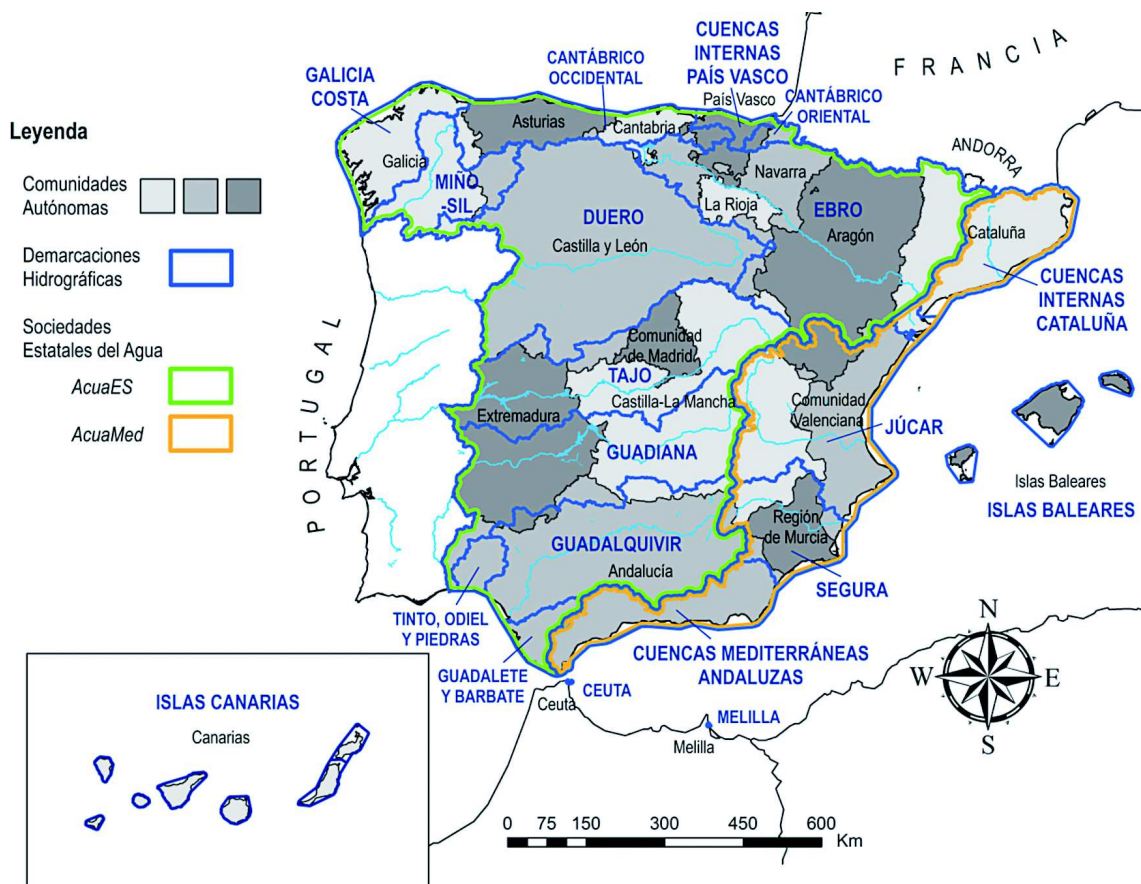 Leyenda
Comunidades
Autónomas
Demarcaciones
Hidrográficas
Sociedades
Estatales del Agua
AcuaES
AcuaMed
GALICIA
COSTA
CANTÁBRICO
OCCIDENTAL
CUENCAS
INTERNAS
PAÍS VASCO
País Vasco
CANTÁBRICO
ORIENTAL
FRANCIA
ANDORRA
PORTUGAL
Asturias
Cantabria
Galicia
MIÑO
-SIL
Navarra
La Rioja
DUERO
Castilla y León
EBRO
Aragón
Cataluña
CUENCAS
INTERNAS
CATALUÑA
Comunidad
de Madrid
TAJO
Castilla-La Mancha
Extremadura
Comunidad
Valenciana
JÚCAR
GUADIANA
Islas Baleares
ISLAS BALEARES
Región
de Murcia
GUADALQUIVIR
Andalucía
SEGURA
TINTO, ODIEL
Y PIEDRAS
GUADALETE
Y BARBATE
CUENCAS MEDITERRÁNEAS
ANDALUZAS
CEUTA
Ceuta
MELILLA
Melilla
ISLAS CANARIAS
Canarias
N
W
E
S
0 75 150 300 450 600
Km